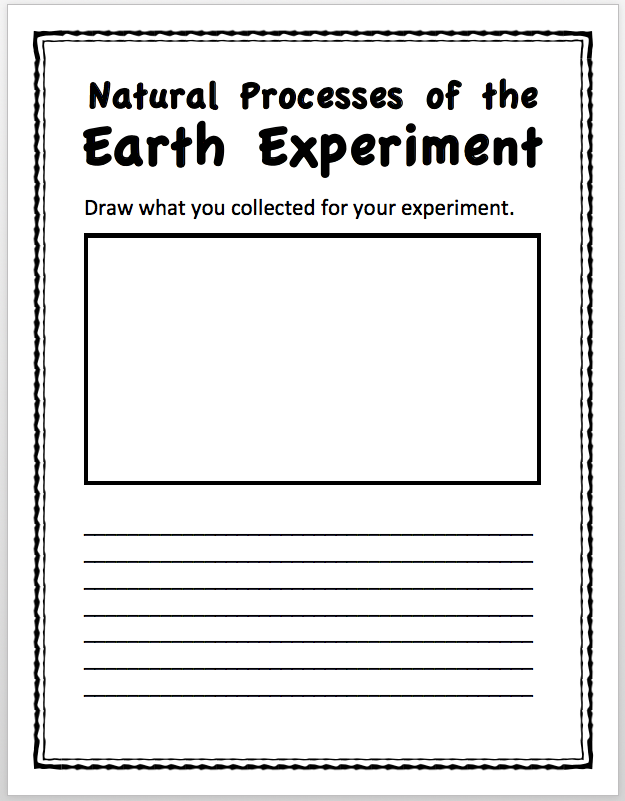 Natural Processes of the
Earth Experiment
Draw what you collected for your experiment.